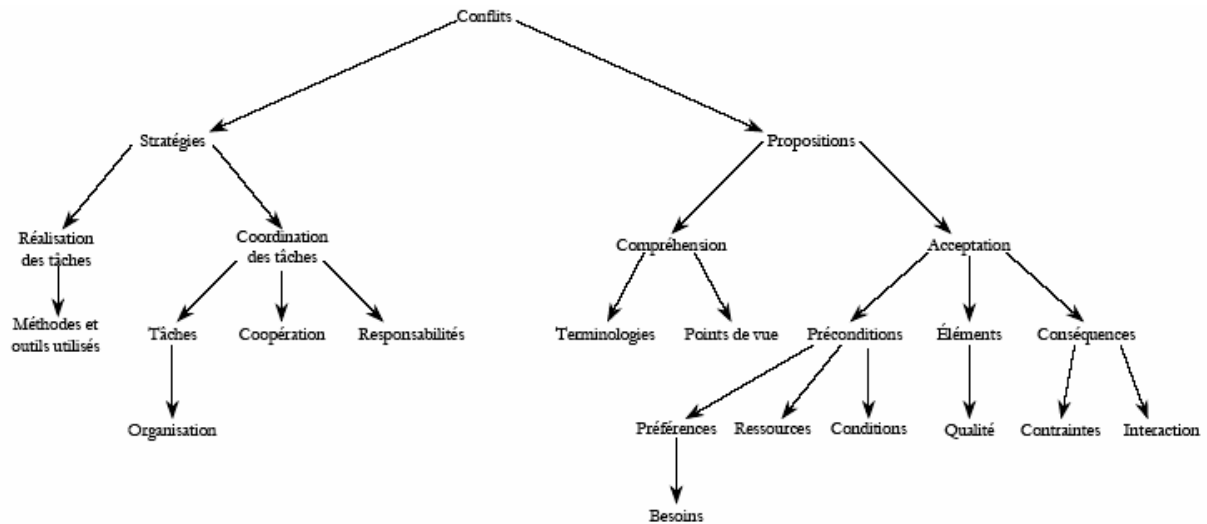 Conflits
Stratégies
Propositions
Réalisation
des tâches
Coordination
des tâches
Compréhension
Acceptation
Méthodes et
outils utilisés
Tâches
Coopération
Responsabilités
Terminologies
Points de vue
Préconditions
Éléments
Conséquences
Organisation
Préférences
Ressources
Conditions
Qualité
Contraintes
Interaction
Besoins